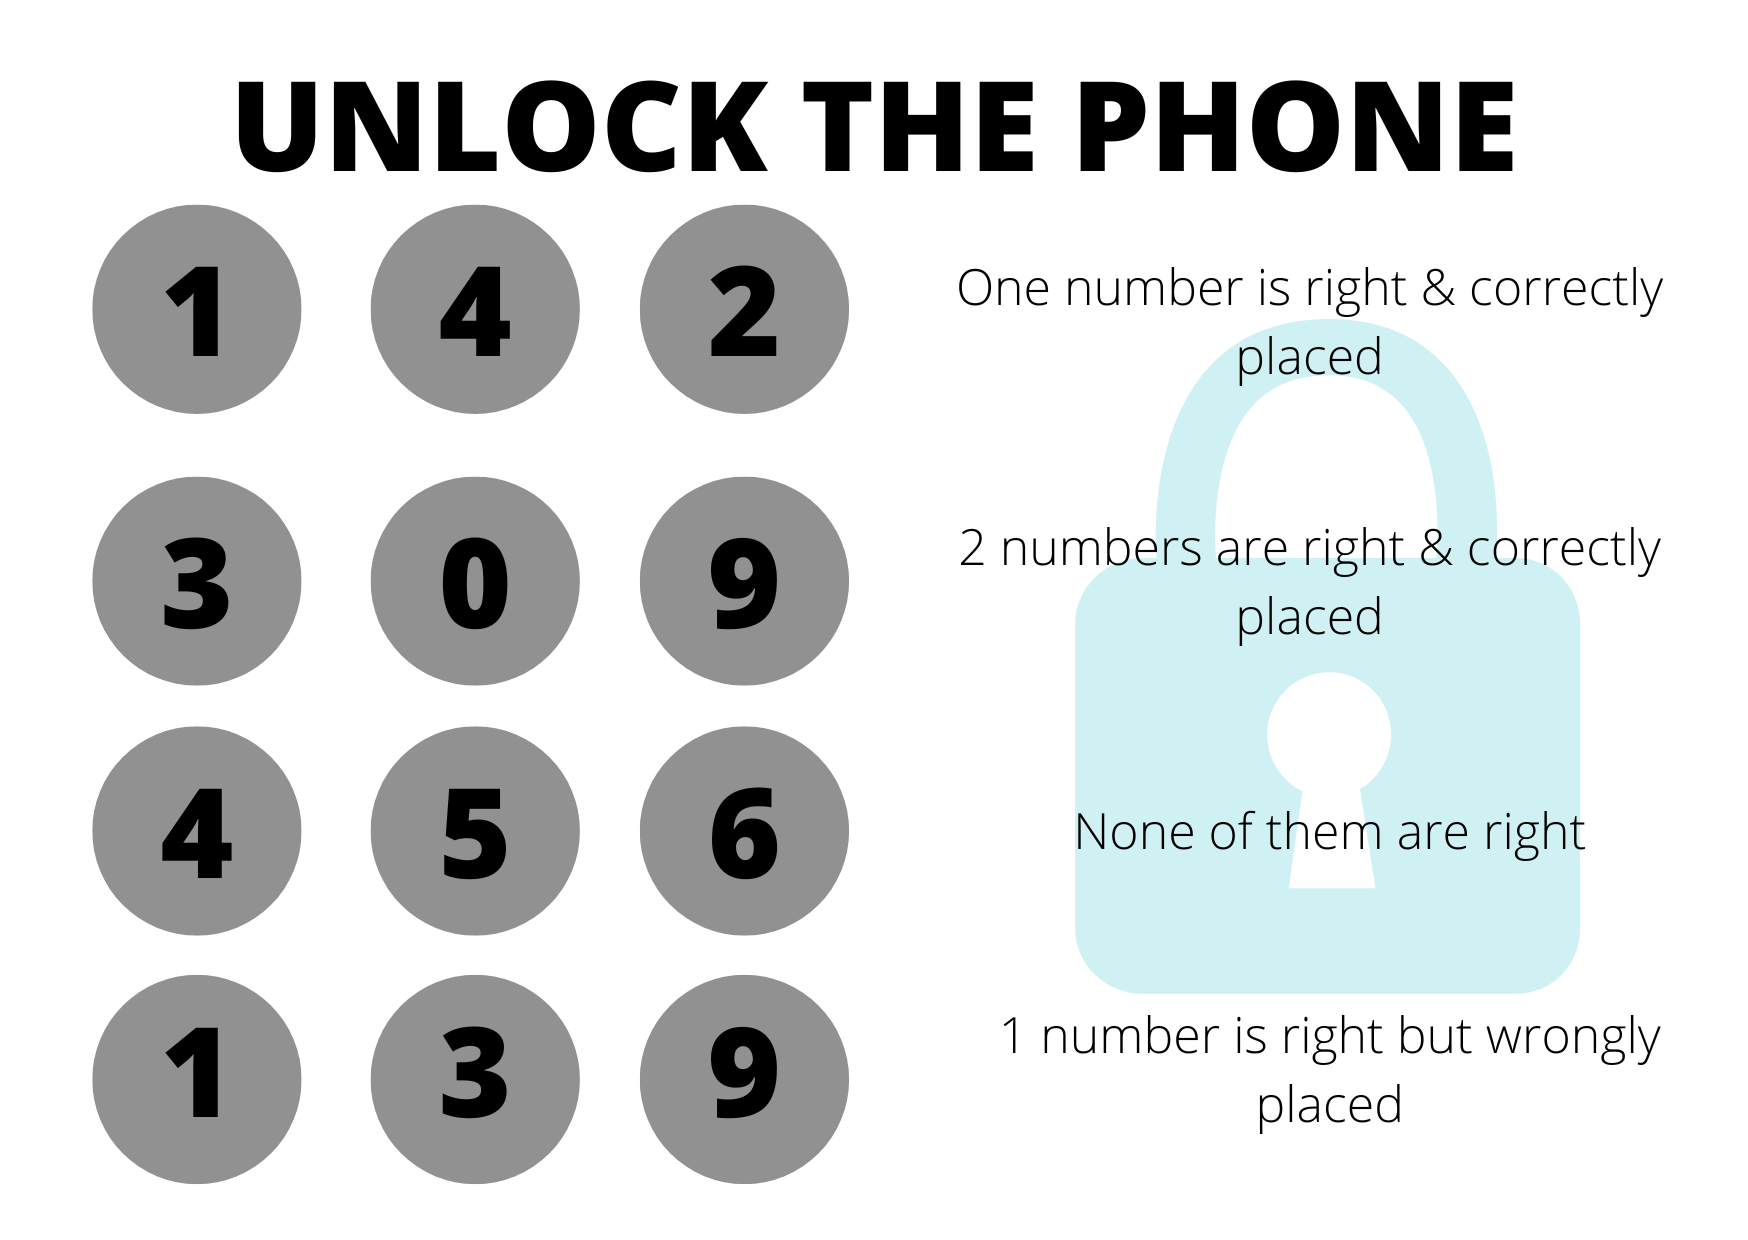 UNLOCK THE PHONE
1 4 2
One number is right & correctly
placed
3 0 9
2 numbers are right & correctly
placed
4 5 6
None of them are right
1 3 9
1 number is right but wrongly
placed